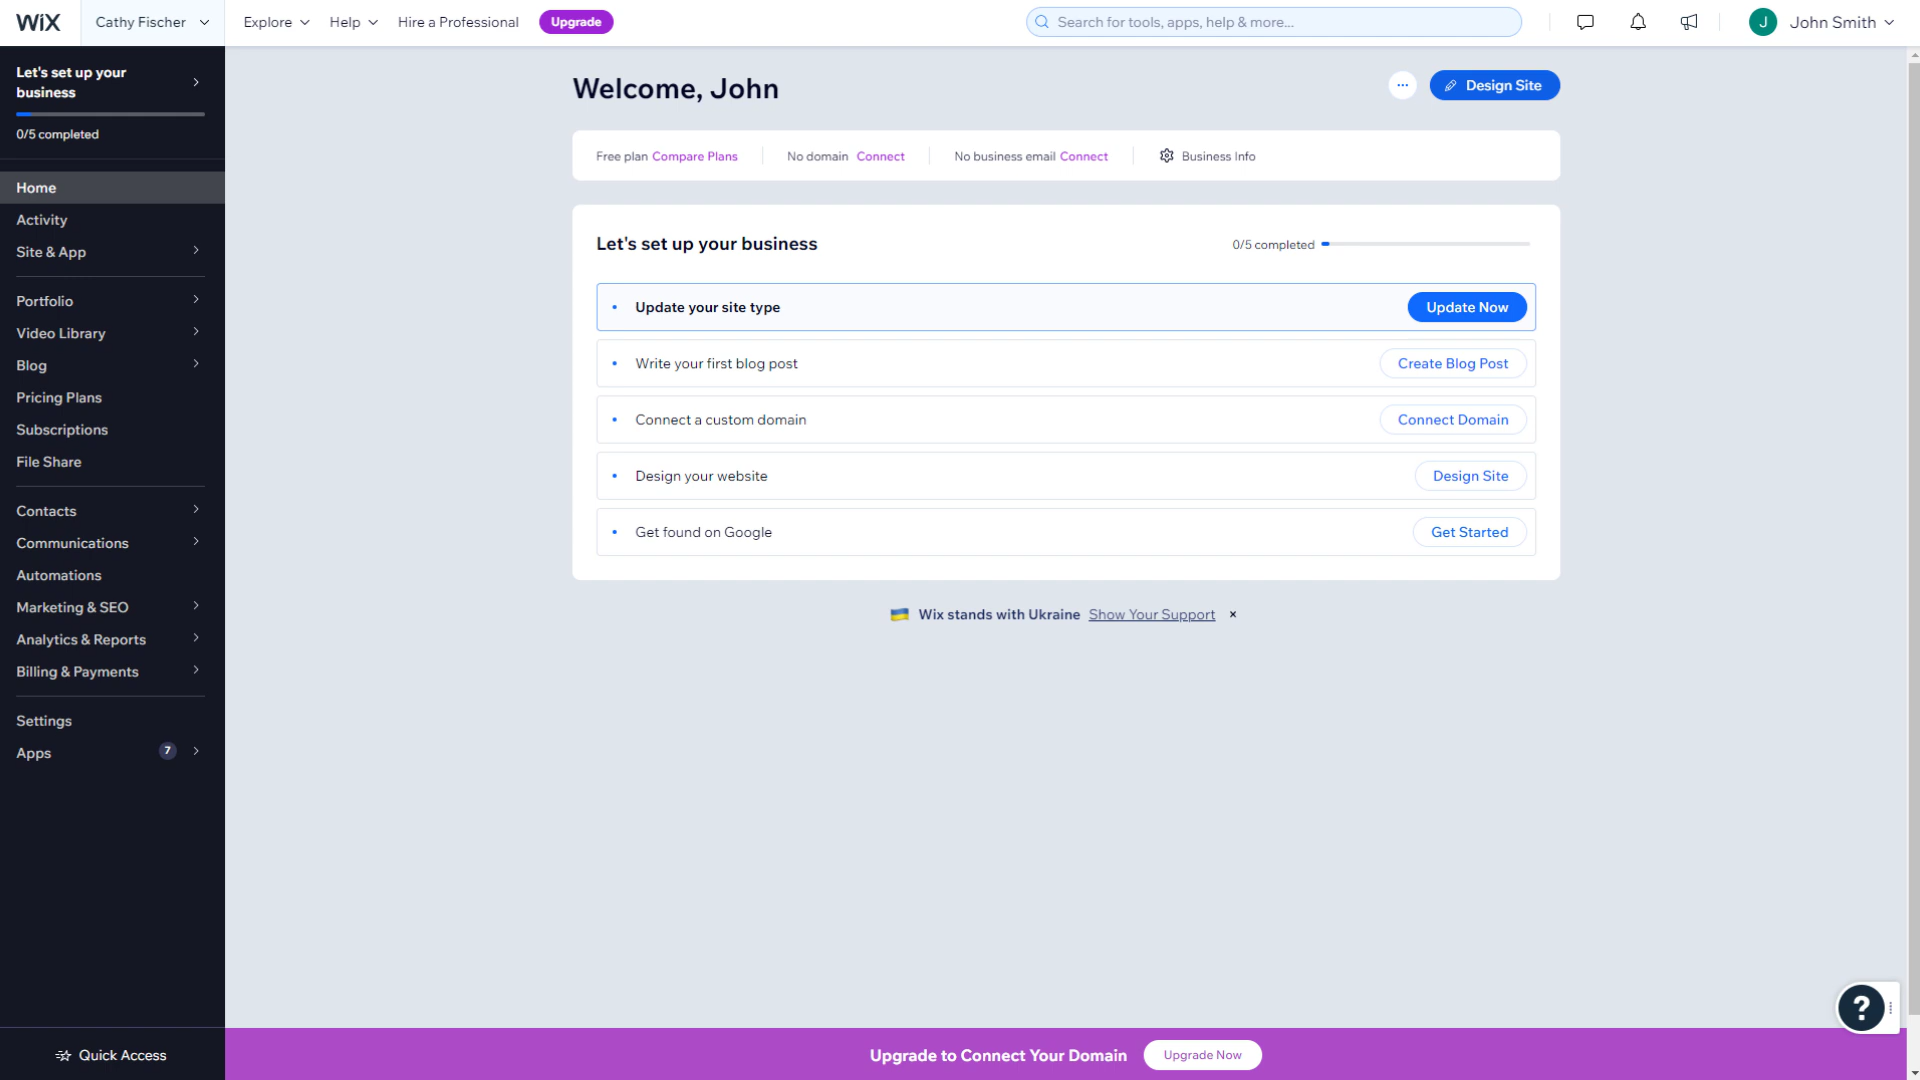 WiX
Cathy Fischer
Explore
Help
Hire a Professional
Upgrade
Search for tools, apps, help & more...
J
John Smith
Let's set up your
business
0/5 completed
Home
Activity
Site & App
Portfolio
Video Library
Blog
Pricing Plans
Subscriptions
File Share
Contacts
Communications
Automations
Marketing & SEO
Analytics & Reports
Billing & Payments
Settings
Apps 7
Quick Access
Welcome, John
Design Site
Free plan Compare Plans
No domain Connect
No business email Connect
Business Info
Let's set up your business
0/5 completed
Update your site type
Update Now
Write your first blog post
Create Blog Post
Connect a custom domain
Connect Domain
Design your website
Design Site
Get found on Google
Get Started
Wix stands with Ukraine Show Your Support
?
Upgrade to Connect Your Domain
Upgrade Now